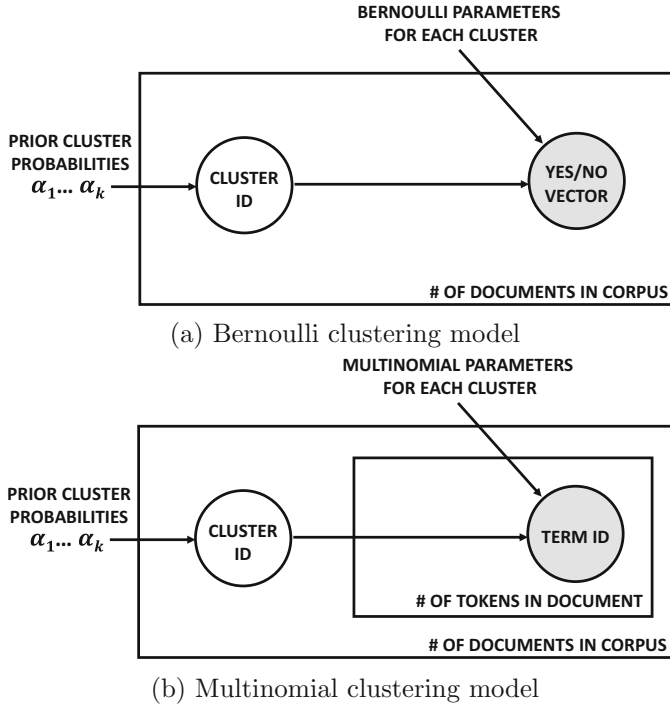 BERNOULLI PARAMETERS
FOR EACH CLUSTER
PRIOR CLUSTER
PROBABILITIES
α₁... αₖ
CLUSTER
ID
YES/NO
VECTOR
# OF DOCUMENTS IN CORPUS
(a) Bernoulli clustering model
MULTINOMIAL PARAMETERS
FOR EACH CLUSTER
PRIOR CLUSTER
PROBABILITIES
α₁... αₖ
CLUSTER
ID
TERM ID
# OF TOKENS IN DOCUMENT
# OF DOCUMENTS IN CORPUS
(b) Multinomial clustering model